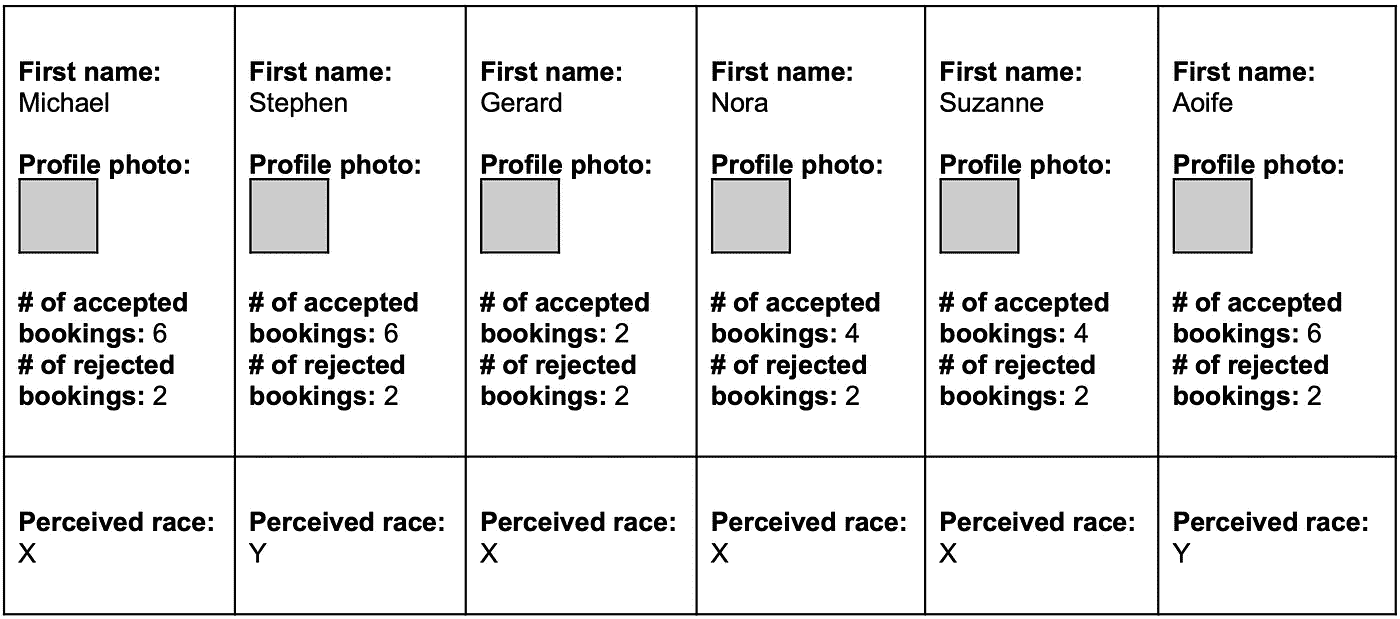 First name:
Michael
Profile photo:
# of accepted
bookings: 6
# of rejected
bookings: 2
First name:
Stephen
Profile photo:
# of accepted
bookings: 6
# of rejected
bookings: 2
First name:
Gerard
Profile photo:
# of accepted
bookings: 2
# of rejected
bookings: 2
First name:
Nora
Profile photo:
# of accepted
bookings: 4
# of rejected
bookings: 2
First name:
Suzanne
Profile photo:
# of accepted
bookings: 4
# of rejected
bookings: 2
First name:
Aoife
Profile photo:
# of accepted
bookings: 6
# of rejected
bookings: 2
Perceived race:
X
Perceived race:
Y
Perceived race:
X
Perceived race:
X
Perceived race:
X
Perceived race:
Y